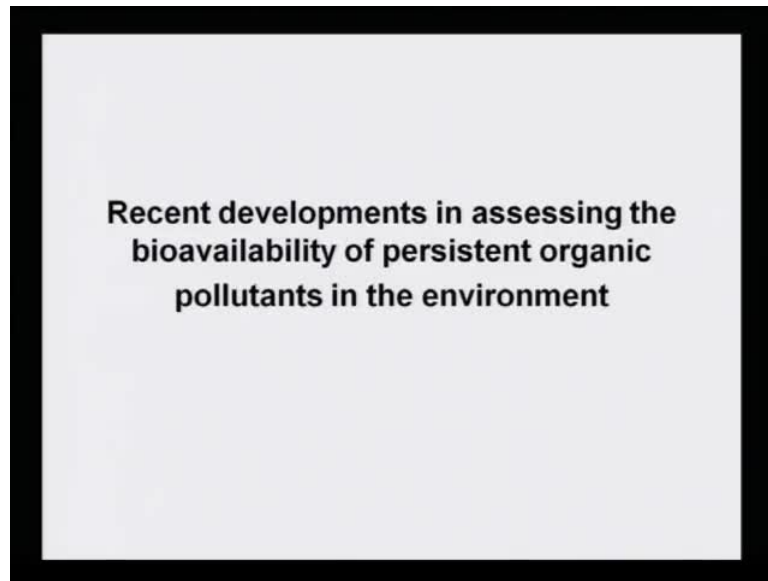 Recent developments in assessing the
bioavailability of persistent organic
pollutants in the environment